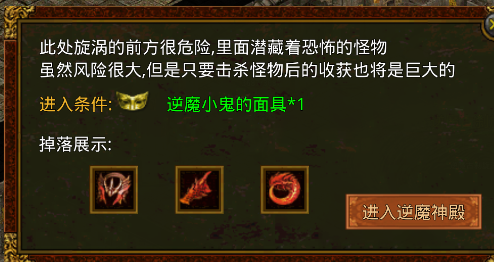 此处旋涡的前方很危险,里面潜藏着恐怖的怪物
虽然风险很大,但是只要击杀怪物后的收获也将是巨大的
进入条件: 逆魔小鬼的面具*1
掉落展示:
进入逆魔神殿